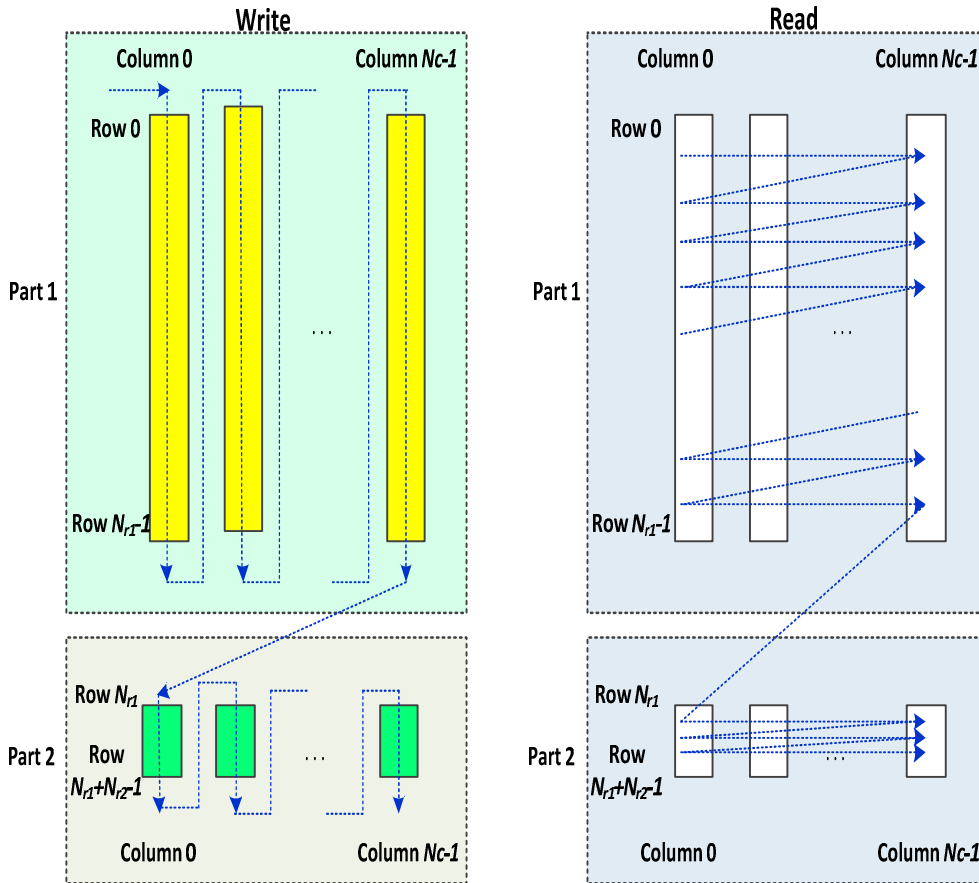 Write
Column 0
Column Nc-1
Row 0
Part 1
...
Row Nr1-1
Row Nr1
Part 2
Row
Nr1+Nr2-1
...
Column 0
Column Nc-1
Read
Column 0
Column Nc-1
Row 0
Part 1
...
Row Nr1-1
Row Nr1
Part 2
Row
Nr1+Nr2-1
...
Column 0
Column Nc-1